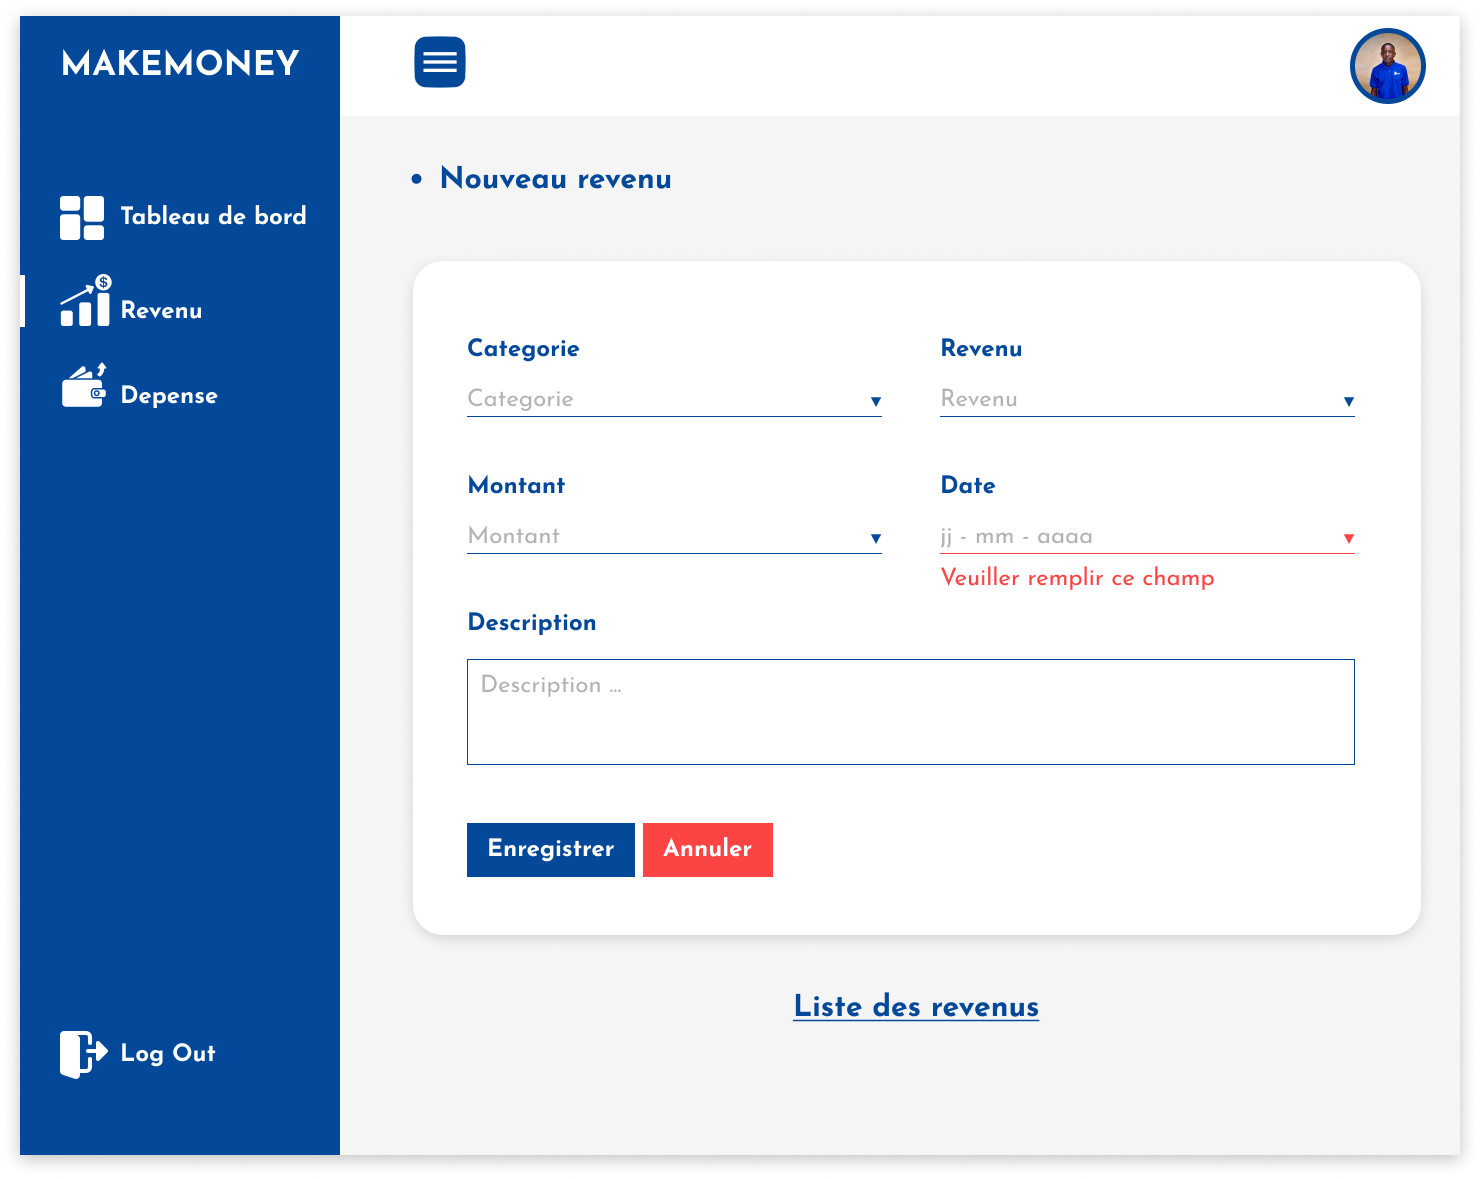 MAKEMONEY
Tableau de bord
$
Revenu
Depense
Log Out
• Nouveau revenu
Categorie
Categorie
Revenu
Revenu
Montant
Montant
Date
jj - mm - aaaa
Veuiller remplir ce champ
Description
Description ...
Enregistrer
Annuler
Liste des revenus